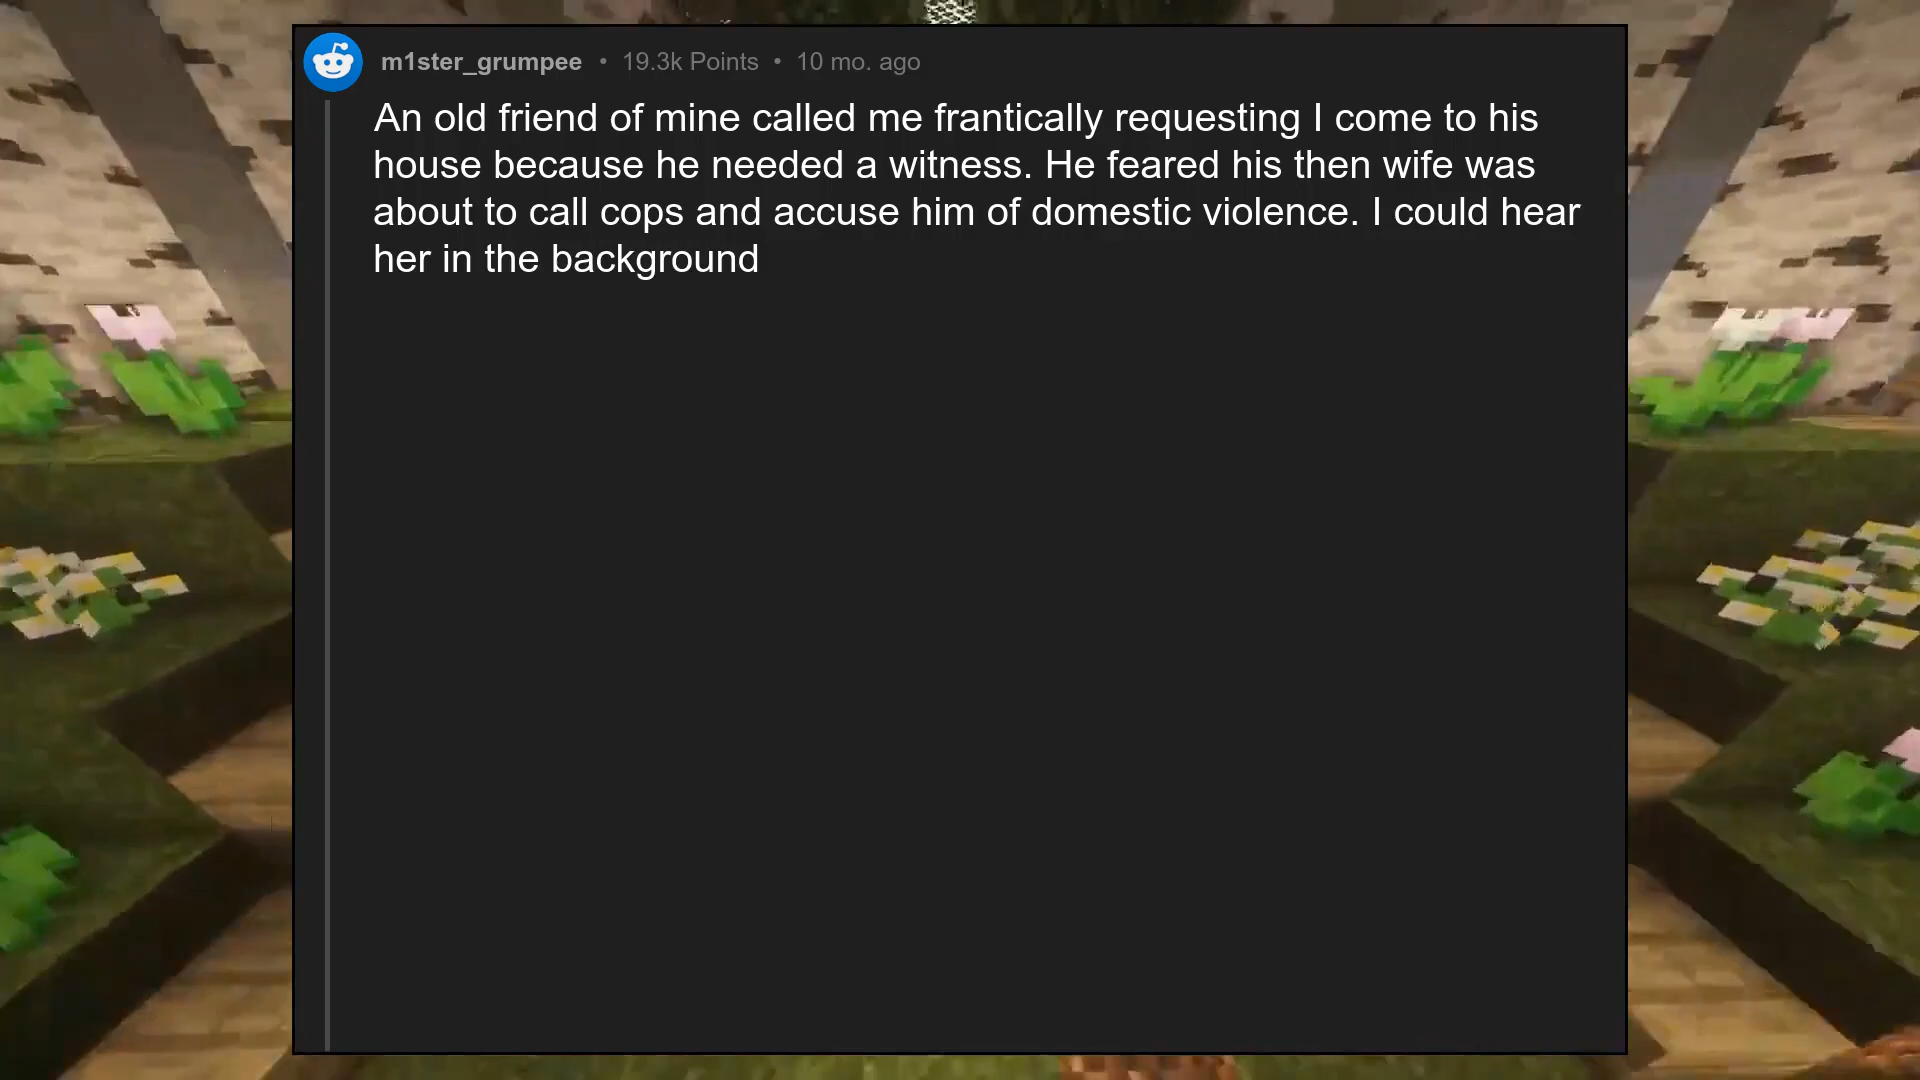 m1ster_grumpee • 19.3k Points • 10 mo. ago
An old friend of mine called me frantically requesting I come to his
house because he needed a witness. He feared his then wife was
about to call cops and accuse him of domestic violence. I could hear
her in the background